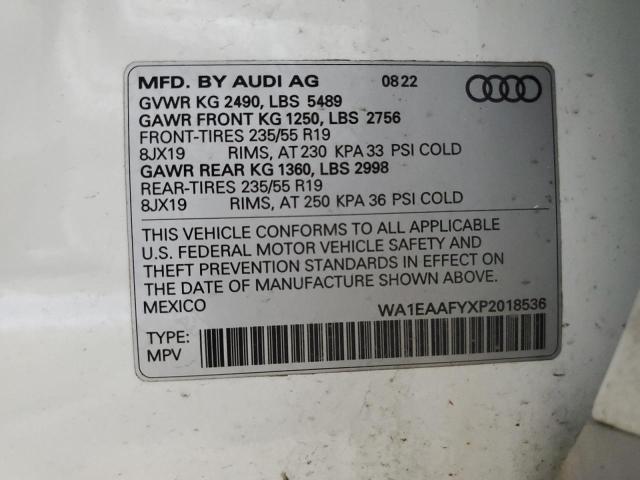 MFD. BY AUDI AG 08 22
GVWR KG 2490, LBS 5489
GAWR FRONT KG 1250, LBS 2756
FRONT-TIRES 235/55 R19
8JX19 RIMS, AT 230 KPA 33 PSI COLD
GAWR REAR KG 1360, LBS 2998
REAR-TIRES 235/55 R19
8JX19 RIMS, AT 250 KPA 36 PSI COLD
THIS VEHICLE CONFORMS TO ALL APPLICABLE
U.S. FEDERAL MOTOR VEHICLE SAFETY AND
THEFT PREVENTION STANDARDS IN EFFECT ON
THE DATE OF MANUFACTURE SHOWN ABOVE.
MEXICO WA1EAAFYXP2018536
TYPE:
MPV